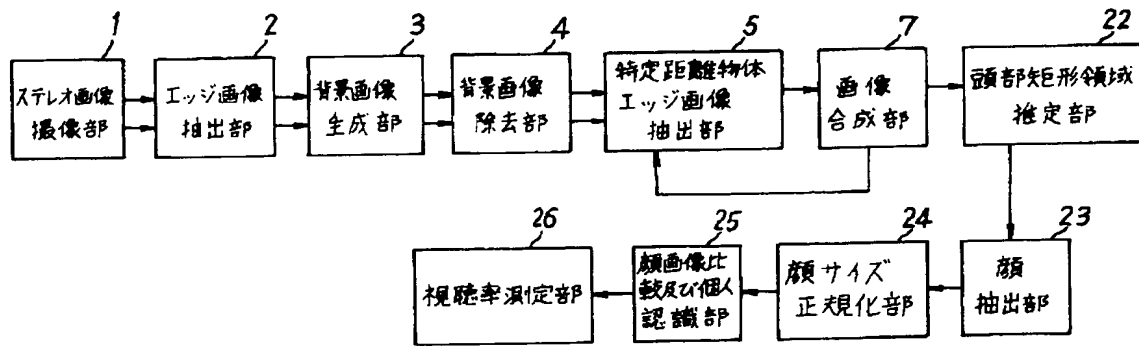 1
ステレオ画像
撮像部
2
エッジ画像
抽出部
3
背景画像
生成部
4
背景画像
除去部
5
特定距離物体
エッジ画像
抽出部
7
画像
合成部
22
頭部矩形領域
推定部
23
顔
抽出部
24
顔サイズ
正規化部
25
顔画像比
較及び個人
認識部
26
視聴率測定部